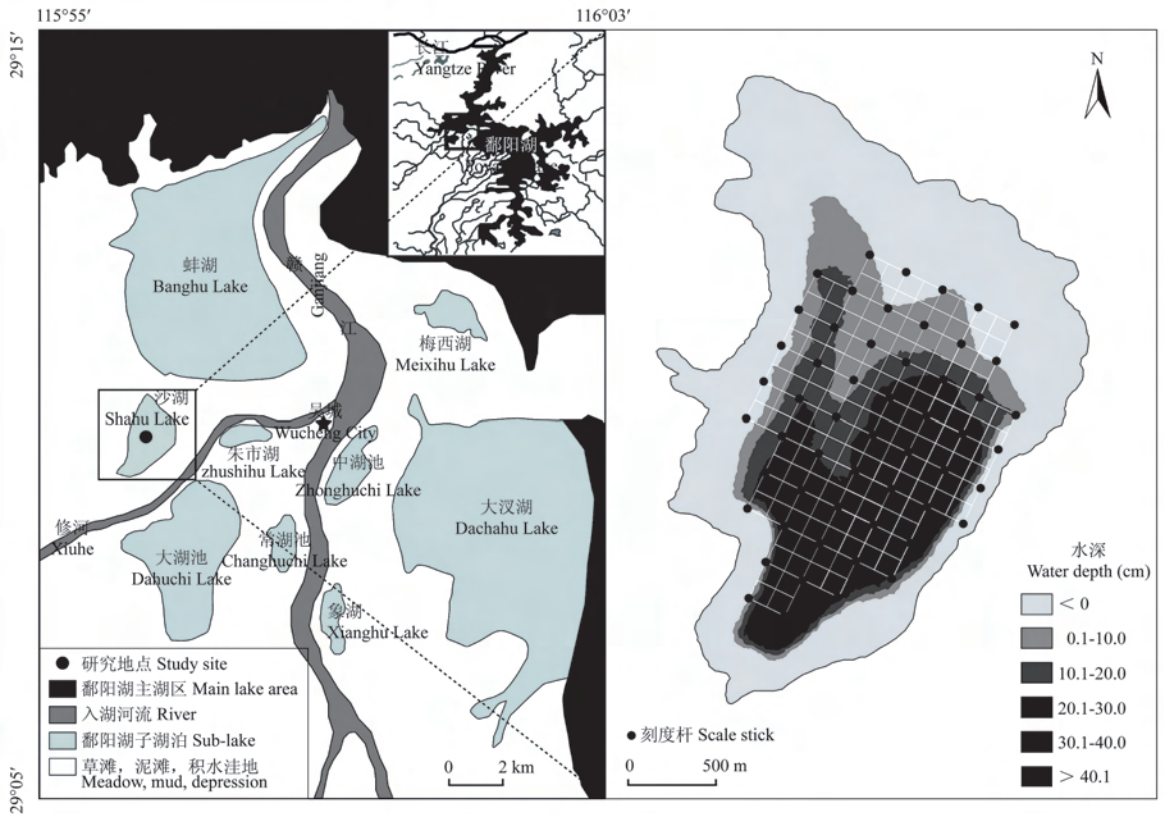 115°55′
116°03′
29°15′
29°05′
长江
Yangtze River
鄱阳湖
N
蚌湖
Banghu Lake
赣
江
Ganjiang
梅西湖
Meixihu Lake
沙湖
Shahu Lake
吴城
Wucheng City
朱市湖
zhushihu Lake
中湖池
Zhonghuchi Lake
大汊湖
Dachahu Lake
修河
Xiuhe
大湖池
Dahuchi Lake
常湖池
Changhuchi Lake
象湖
Xianghu Lake
研究地点 Study site
鄱阳湖主湖区 Main lake area
入湖河流 River
鄱阳湖子湖泊 Sub-lake
草滩，泥滩，积水洼地
Meadow, mud, depression
0 2 km
刻度杆 Scale stick
0 500 m
水深
Water depth (cm)
< 0
0.1-10.0
10.1-20.0
20.1-30.0
30.1-40.0
> 40.1